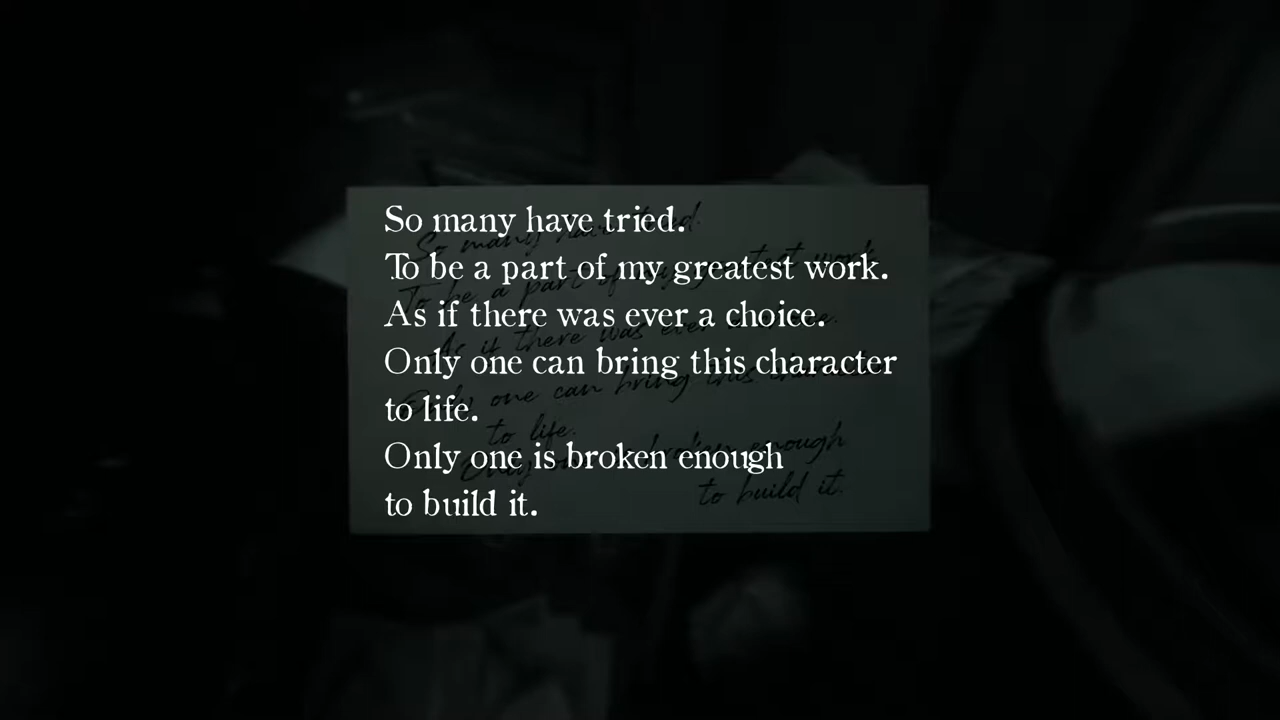 So many have tried.
To be a part of my greatest work.
As if there was ever a choice.
Only one can bring this character
to life.
Only one is broken enough
to build it.